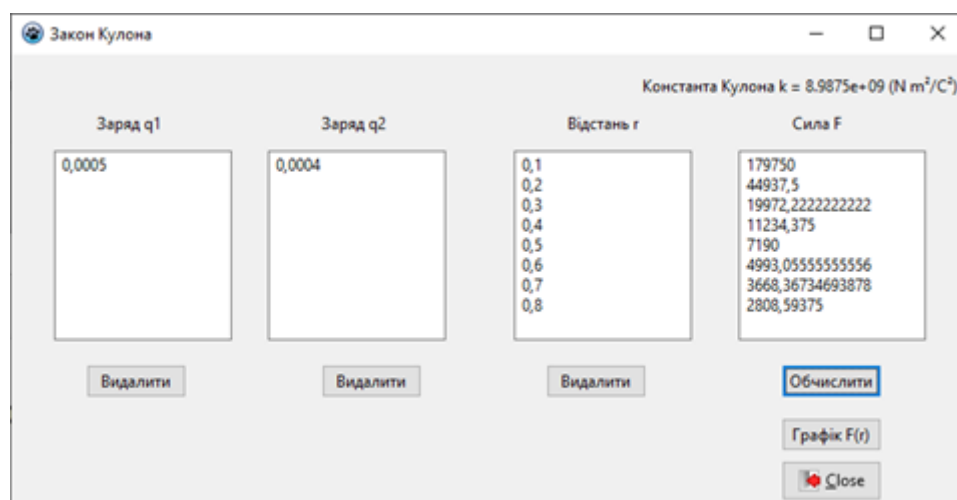 Закон Кулона
Константа Кулона k = 8.9875e+09 (N m²/C²)
Заряд q1
Заряд q2
Відстань r
Сила F
0,0005
0,0004
0,1
0,2
0,3
0,4
0,5
0,6
0,7
0,8
179750
44937,5
19972,2222222222
11234,375
7190
4993,05555555556
3668,36734693878
2808,59375
Видалити
Видалити
Видалити
Обчислити
Графік F(r)
Close